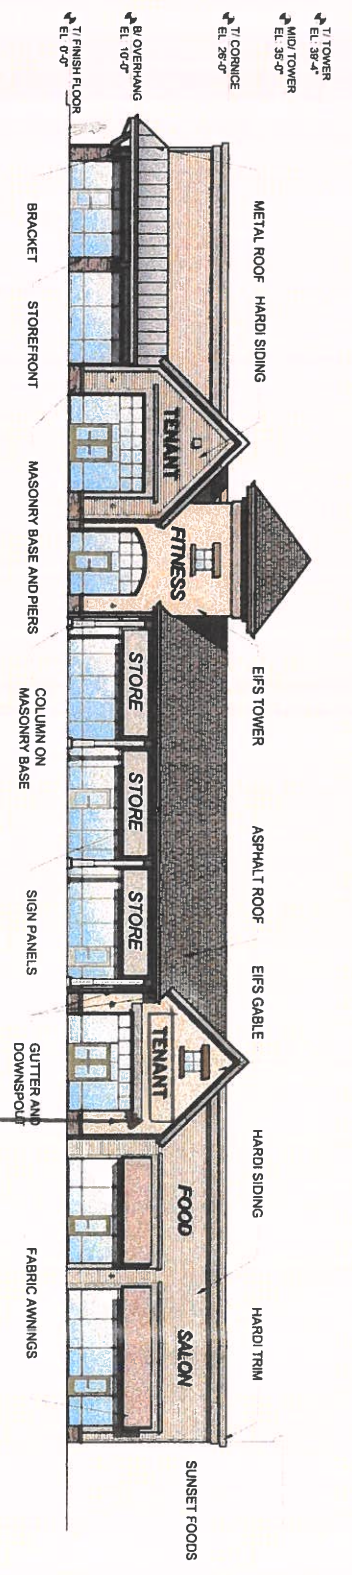 T/ TOWER
EL: 39'-4"
MID/ TOWER
EL: 35'-0"
T/ CORNICE
EL: 26'-0"
B/ OVERHANG
EL: 10'-0"
T/ FINISH FLOOR
EL: 0'-0"
METAL ROOF
HARDI SIDING
EIFS TOWER
ASPHALT ROOF
EIFS GABLE
HARDI SIDING
HARDI TRIM
TENANT
FITNESS
STORE
STORE
STORE
TENANT
FOOD
SALON
SUNSET FOODS
BRACKET
STOREFRONT
MASONRY BASE AND PIERS
COLUMN ON
MASONRY BASE
SIGN PANELS
GUTTER AND
DOWNSPOUT
FABRIC AWNINGS